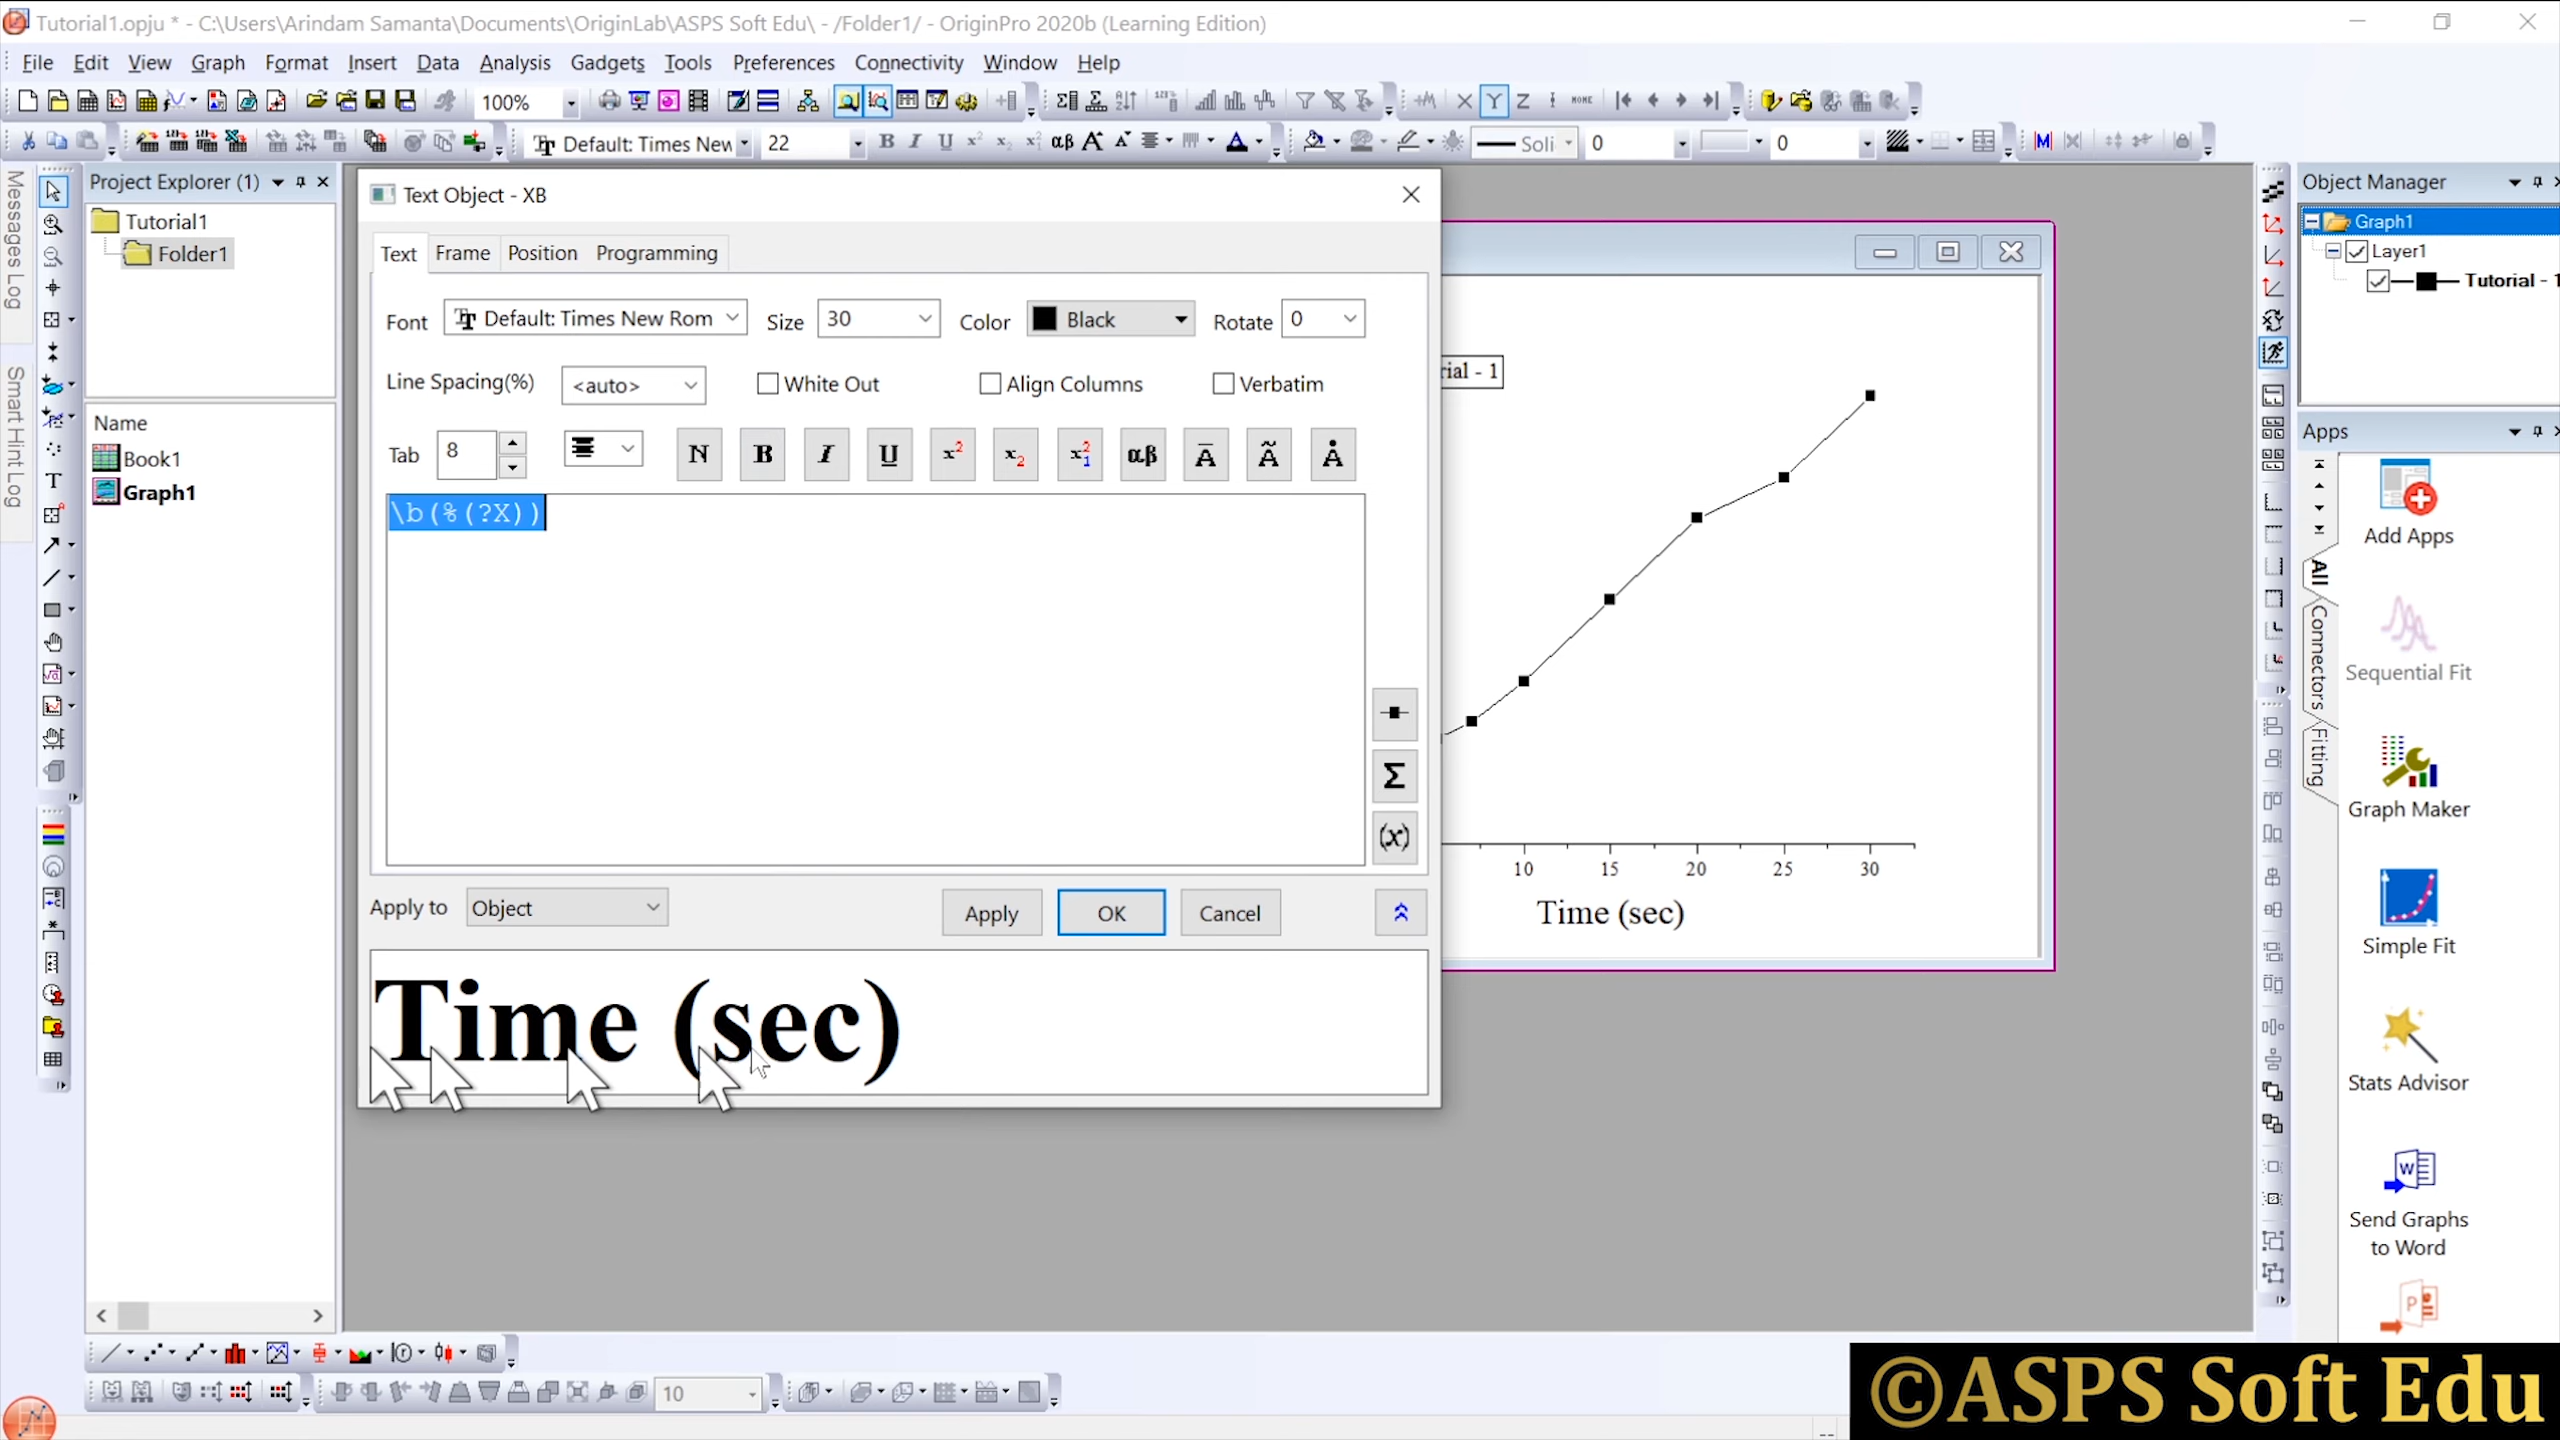 Tutorial1.opju * - C:\Users\Arindam Samanta\Documents\OriginLab\ASPS Soft Edu\ - /Folder1/ - OriginPro 2020b (Learning Edition)
File Edit View Graph Format Insert Data Analysis Gadgets Tools Preferences Connectivity Window Help
100%
X Y Z
Default: Times New 22 B I U
Soli 0 0
Messages Log
Smart Hint Log
Project Explorer (1)
Tutorial1
Folder1
Name
Book1
Graph1
Text Object - XB
Text Frame Position Programming
Font Default: Times New Rom Size 30 Color Black Rotate 0
Line Spacing(%) <auto> White Out Align Columns Verbatim
Tab 8 N B I U x² x₂ αβ
\b(%(?X))
Σ
(x)
Apply to Object Apply OK Cancel
Time (sec)
rial - 1
10 15 20 25 30
Time (sec)
Object Manager
Graph1
Layer1
Tutorial - 1
Apps
All
Connectors
Fitting
Add Apps
Sequential Fit
Graph Maker
Simple Fit
Stats Advisor
Send Graphs
to Word
10
©ASPS Soft Edu